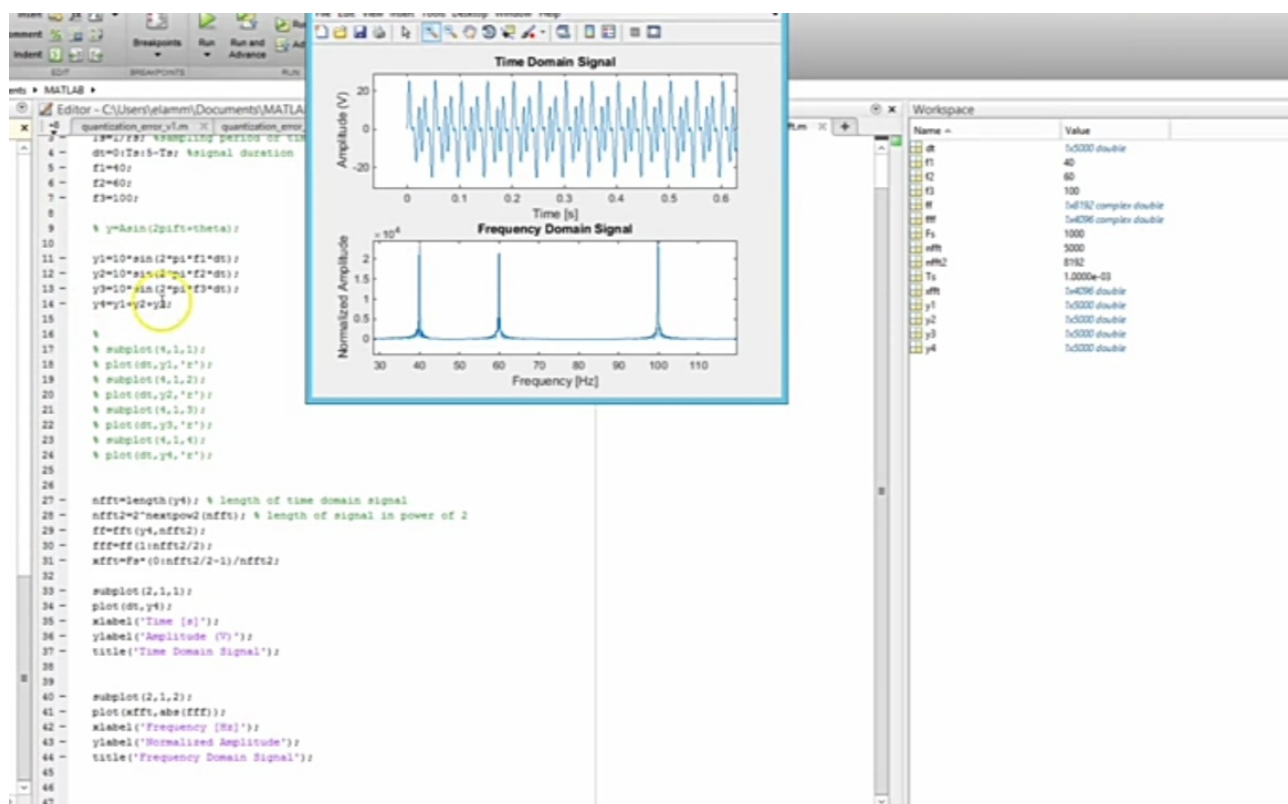 File Edit View Insert Tools Desktop Window Help
Insert
Comment
Indent
Breakpoints
Run
Run and
Advance
EDIT
BREAKPOINTS
RUN
MATLAB
Editor - C:\Users\elamm\Documents\MATLA
quantization_error_v1.m
quantization_error_
4 - dt=0:Ts:5-Ts; %signal duration
5 - f1=40;
6 - f2=60;
7 - f3=100;
8
9 % y=Asin(2pift+theta);
10
11 - y1=10*sin(2*pi*f1*dt);
12 - y2=10*sin(2*pi*f2*dt);
13 - y3=10*sin(2*pi*f3*dt);
14 - y4=y1+y2+y3;
15
16 %
17 % subplot(4,1,1);
18 % plot(dt,y1,'r');
19 % subplot(4,1,2);
20 % plot(dt,y2,'r');
21 % subplot(4,1,3);
22 % plot(dt,y3,'r');
23 % subplot(4,1,4);
24 % plot(dt,y4,'r');
25
26
27 - nfft=length(y4); % length of time domain signal
28 - nfft2=2^nextpow2(nfft); % length of signal in power of 2
29 - ff=fft(y4,nfft2);
30 - fff=ff(1:nfft2/2);
31 - xfft=Fs*(0:nfft2/2-1)/nfft2;
32
33 - subplot(2,1,1);
34 - plot(dt,y4);
35 - xlabel('Time [s]');
36 - ylabel('Amplitude (V)');
37 - title('Time Domain Signal');
38
39
40 - subplot(2,1,2);
41 - plot(xfft,abs(fff));
42 - xlabel('Frequency [Hz]');
43 - ylabel('Normalized Amplitude');
44 - title('Frequency Domain Signal');
45
46
47
Time Domain Signal
Amplitude (V)
20
0
-20
0 0.1 0.2 0.3 0.4 0.5 0.6
Time [s]
Frequency Domain Signal
× 10^4
Normalized Amplitude
2
1.5
1
0.5
0
30 40 50 60 70 80 90 100 110
Frequency [Hz]
Workspace
Name Value
dt 1x5000 double
f1 40
f2 60
f3 100
ff 1x8192 complex double
fff 1x4096 complex double
Fs 1000
nfft 5000
nfft2 8192
Ts 1.0000e-03
xfft 1x4096 double
y1 1x5000 double
y2 1x5000 double
y3 1x5000 double
y4 1x5000 double